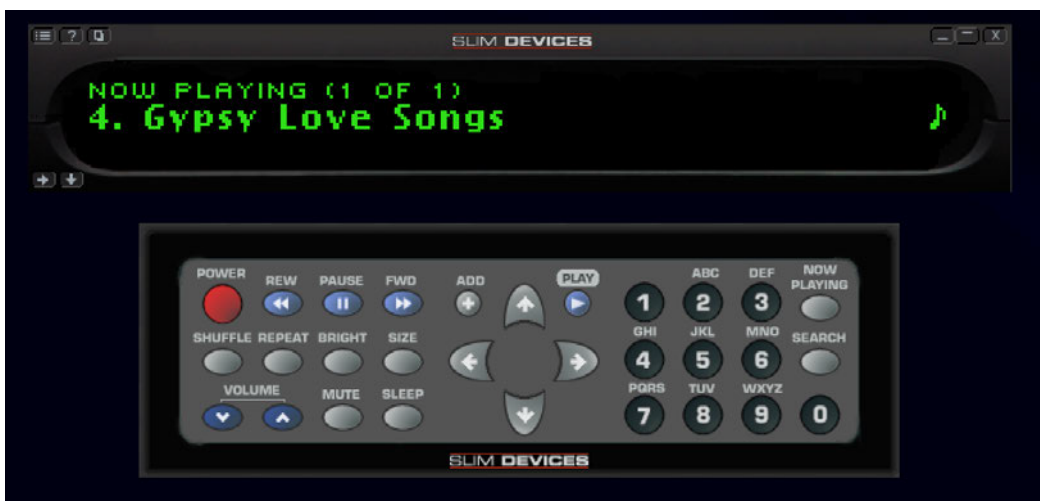 SLIM DEVICES
NOW PLAYING (1 OF 1)
4. Gypsy Love Songs
POWER REW PAUSE FWD ADD PLAY ABC DEF NOW PLAYING
1 2 3
SHUFFLE REPEAT BRIGHT SIZE GHI JKL MNO SEARCH
4 5 6
VOLUME MUTE SLEEP PQRS TUV WXYZ
7 8 9 0
SLIM DEVICES